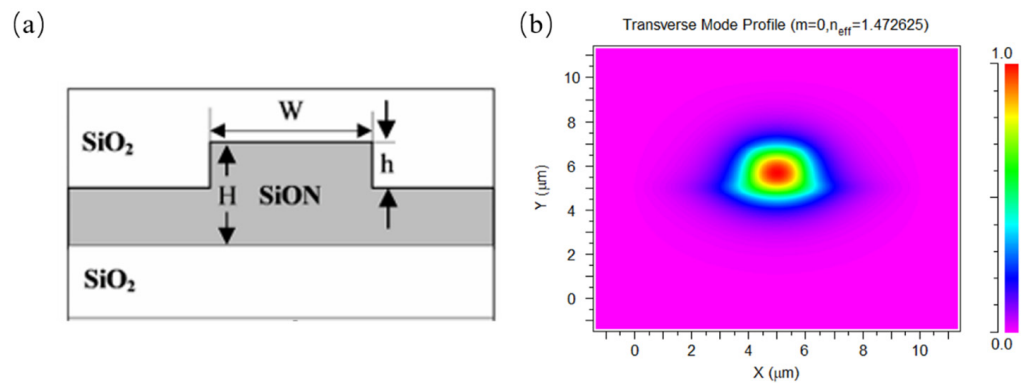 (a)
W
SiO₂
h
H
SiON
SiO₂
(b)
Transverse Mode Profile (m=0,n_eff=1.472625)
1.0
10
8
6
4
2
0
Y (μm)
0
2
4
6
8
10
X (μm)
0.0